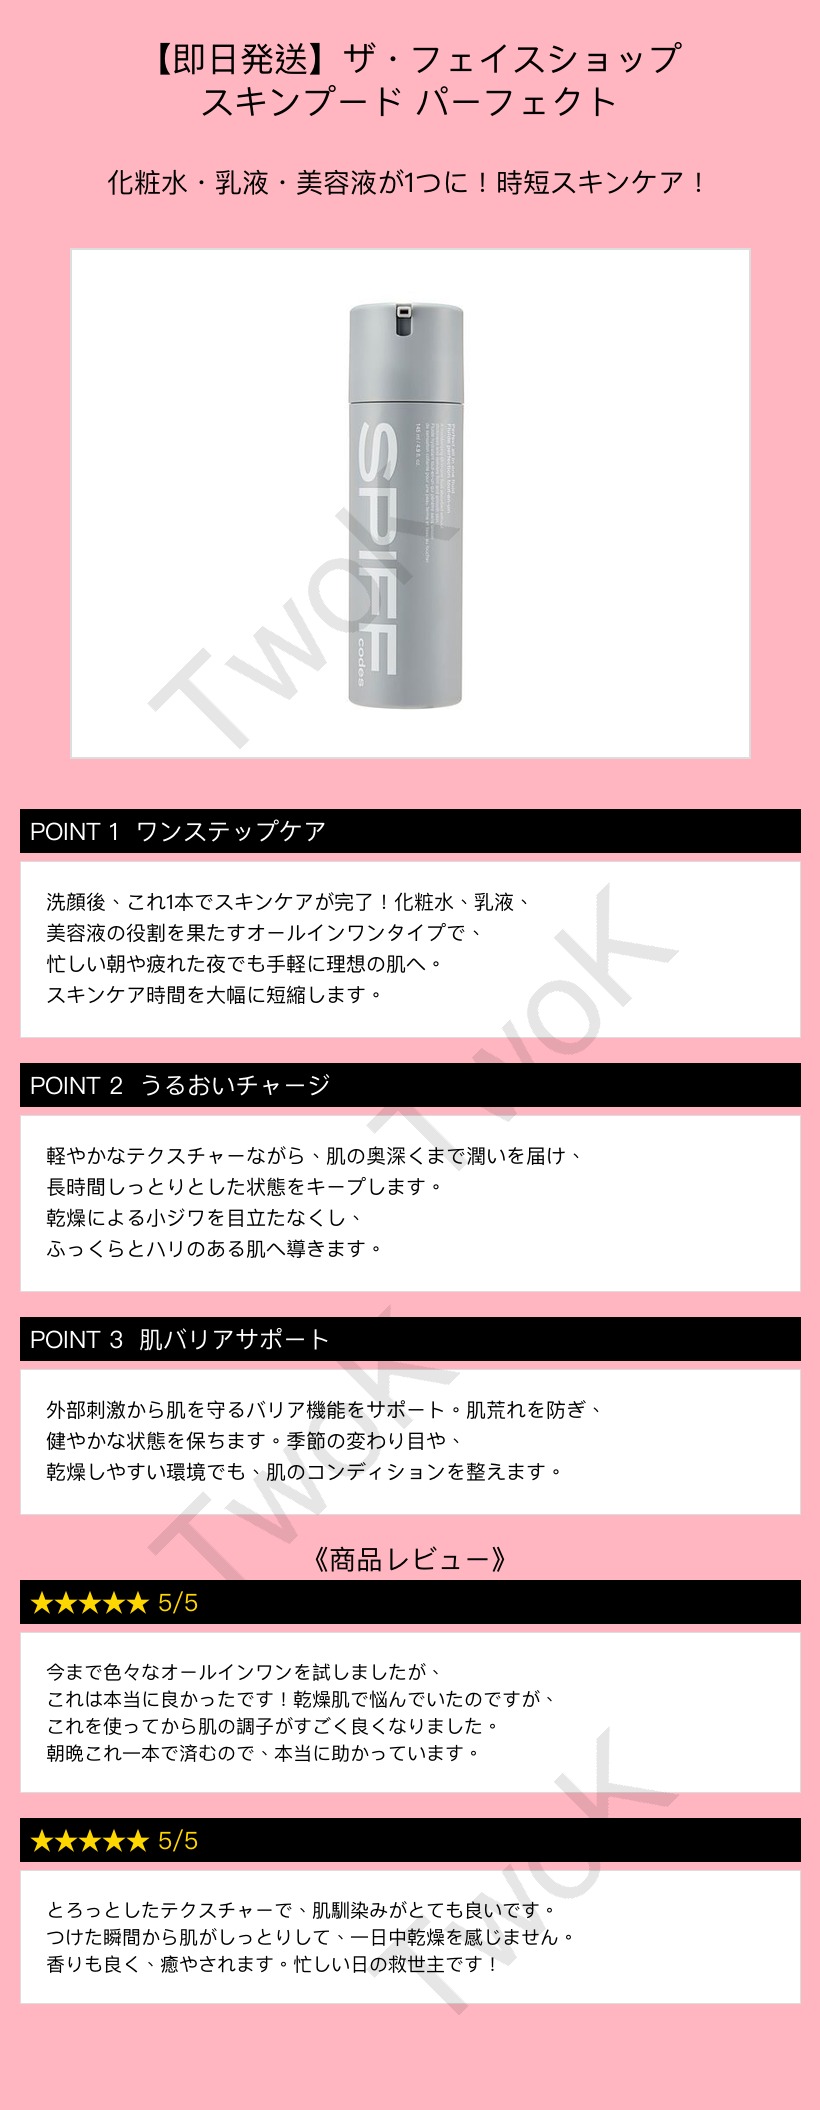 【即日発送】ザ・フェイスショップ
スキンプード パーフェクト
化粧水・乳液・美容液が1つに！時短スキンケア！
SPIFF
codes
145 ml / 4.9 fl. oz.
TwoK
POINT 1 ワンステップケア
洗顔後、これ1本でスキンケアが完了！化粧水、乳液、
美容液の役割を果たすオールインワンタイプで、
忙しい朝や疲れた夜でも手軽に理想の肌へ。
スキンケア時間を大幅に短縮します。
TwoK
POINT 2 うるおいチャージ
軽やかなテクスチャーながら、肌の奥深くまで潤いを届け、
長時間しっとりとした状態をキープします。
乾燥による小ジワを目立たなくし、
ふっくらとハリのある肌へ導きます。
POINT 3 肌バリアサポート
外部刺激から肌を守るバリア機能をサポート。肌荒れを防ぎ、
健やかな状態を保ちます。季節の変わり目や、
乾燥しやすい環境でも、肌のコンディションを整えます。
TwoK
《商品レビュー》
★★★★★ 5/5
今まで色々なオールインワンを試しましたが、
これは本当に良かったです！乾燥肌で悩んでいたのですが、
これを使ってから肌の調子がすごく良くなりました。
朝晩これ一本で済むので、本当に助かっています。
★★★★★ 5/5
とろっとしたテクスチャーで、肌馴染みがとても良いです。
つけた瞬間から肌がしっとりして、一日中乾燥を感じません。
香りも良く、癒やされます。忙しい日の救世主です！
TwoK